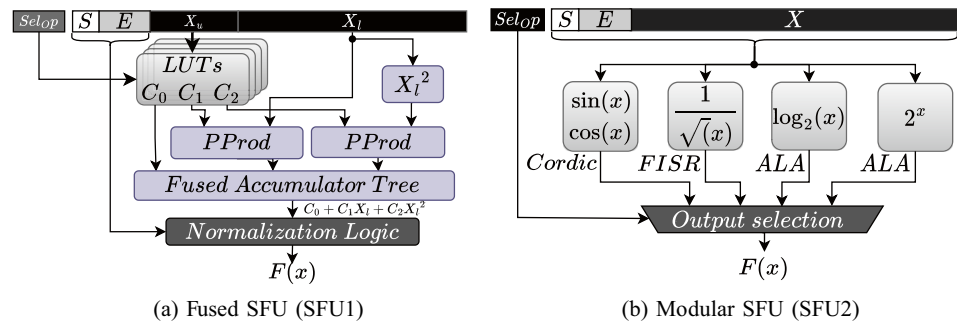 Sel_Op S E X_u X_l
LUTs
C_0 C_1 C_2
X_l^2
PProd PProd
Fused Accumulator Tree
C_0 + C_1X_l + C_2X_l^2
Normalization Logic
F(x)
(a) Fused SFU (SFU1)
Sel_Op S E X
sin(x)
cos(x)
1
√(x)
log_2(x)
2^x
Cordic FISR ALA ALA
Output selection
F(x)
(b) Modular SFU (SFU2)